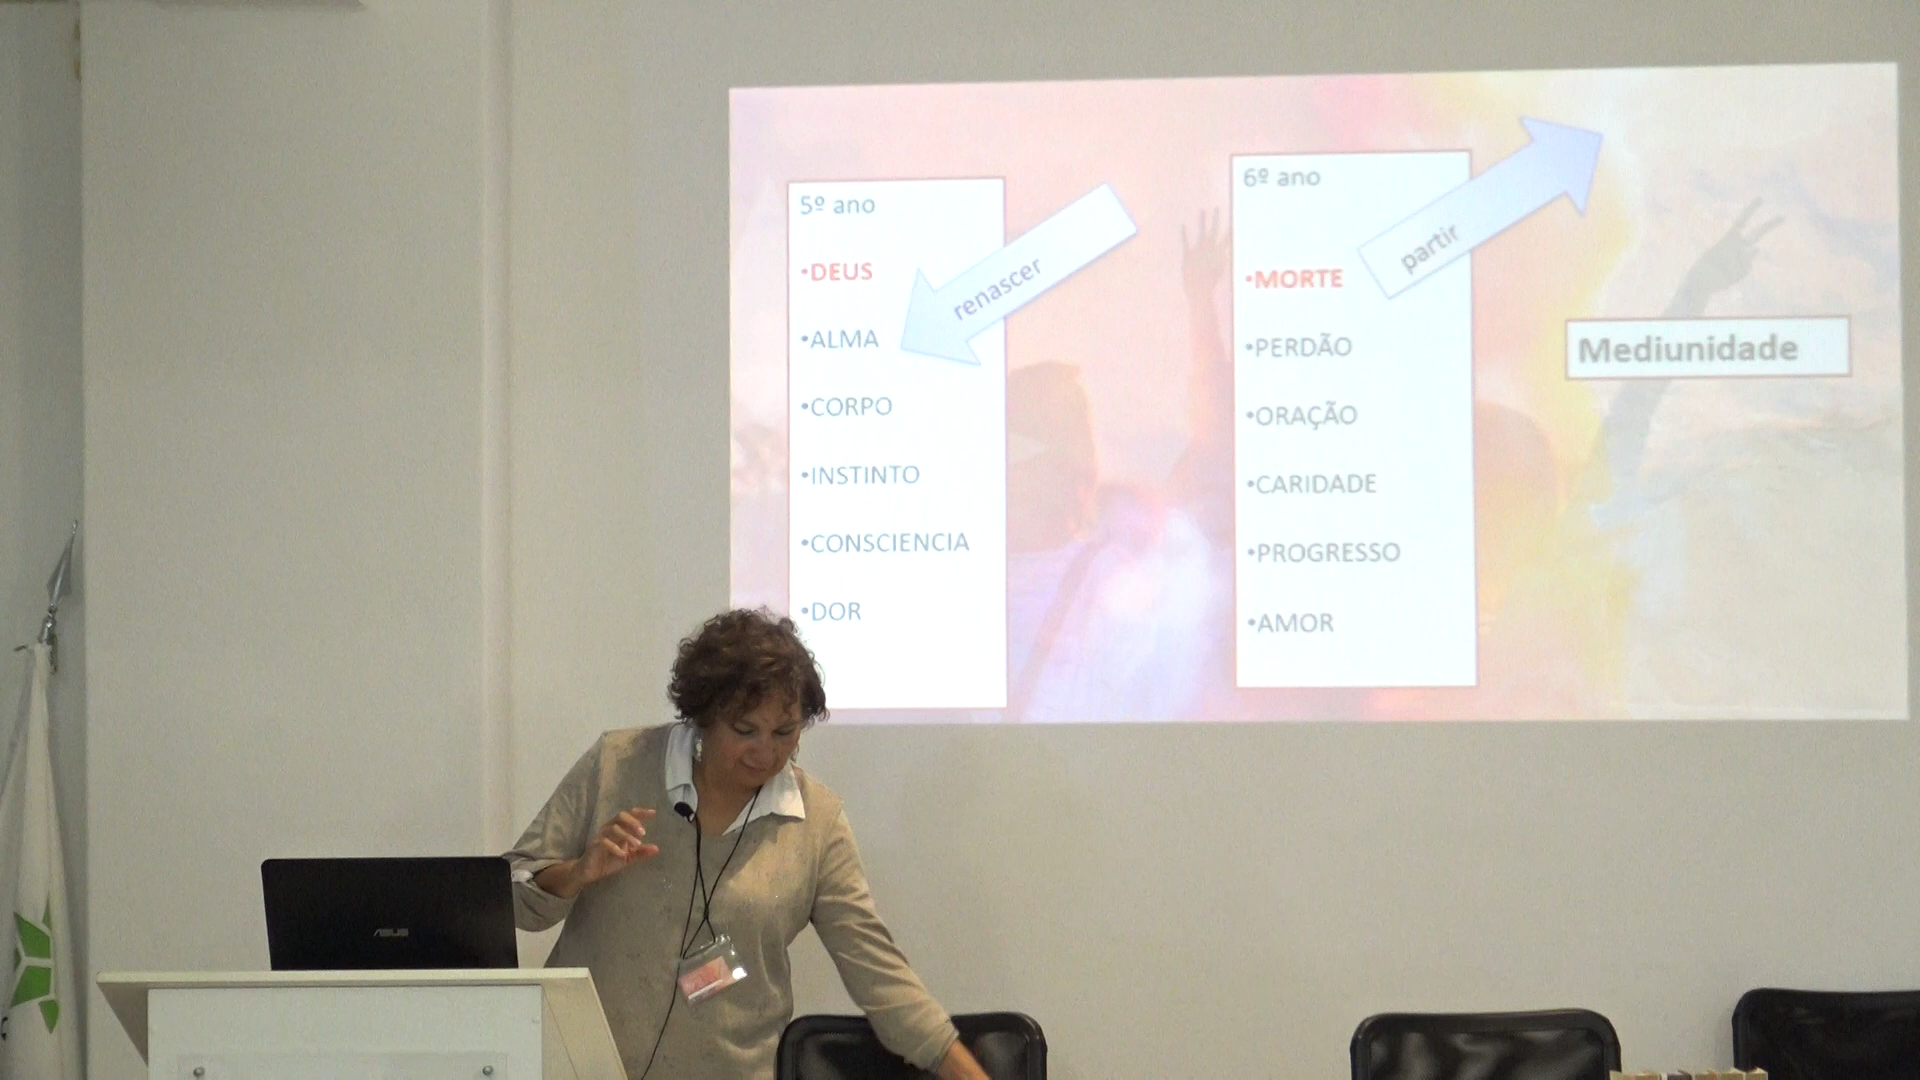 5º ano
•DEUS
•ALMA
•CORPO
•INSTINTO
•CONSCIENCIA
•DOR
renascer
6º ano
•MORTE
•PERDÃO
•ORAÇÃO
•CARIDADE
•PROGRESSO
•AMOR
partir
Mediunidade
ASUS